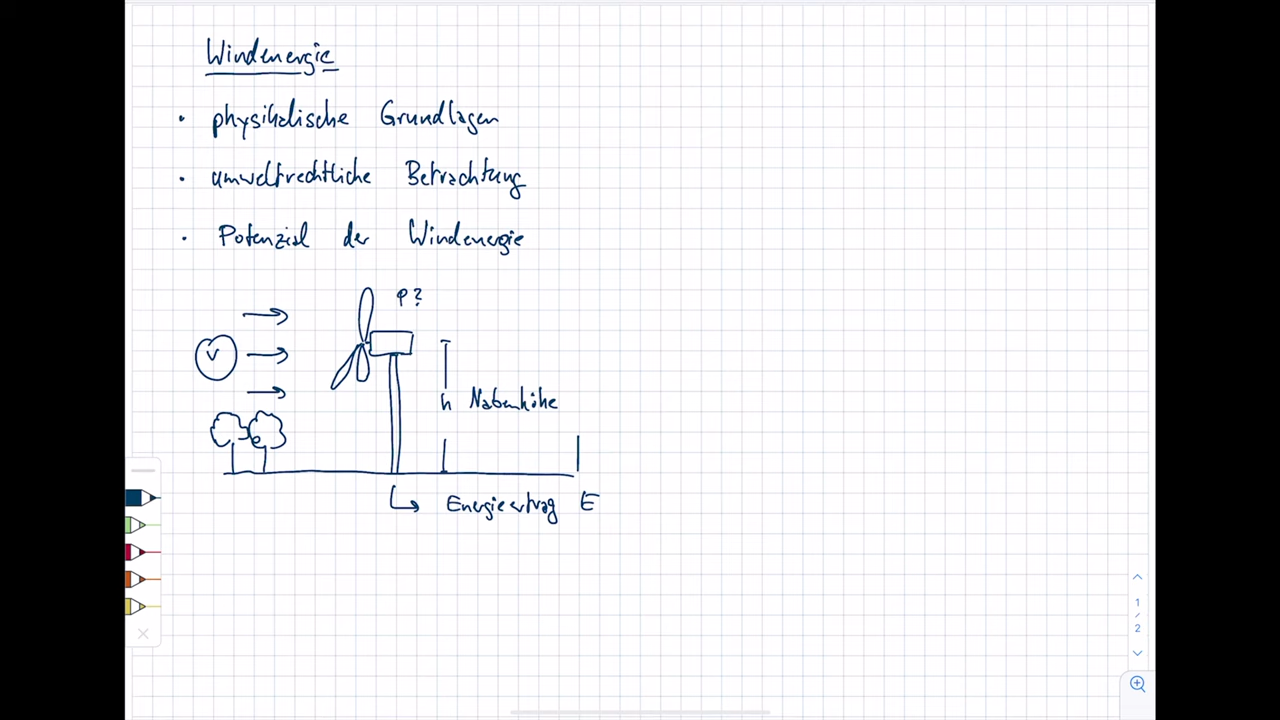 Windenergie
· physikalische Grundlagen
· umweltrechtliche Betrachtung
· Potenzial der Windenergie
P?
v
h Nabenhöhe
↳ Energieertrag E
1
/
2